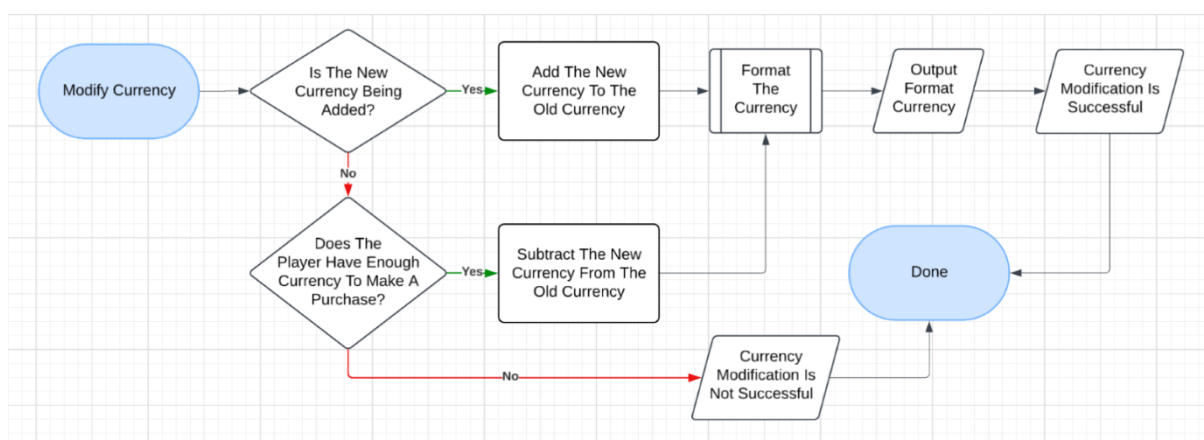 Modify Currency
Is The New
Currency Being
Added?
Yes
Add The New
Currency To The
Old Currency
Format
The
Currency
Output
Format
Currency
Currency
Modification Is
Successful
No
Does The
Player Have Enough
Currency To Make A
Purchase?
Yes
Subtract The New
Currency From The
Old Currency
Done
No
Currency
Modification Is
Not Successful